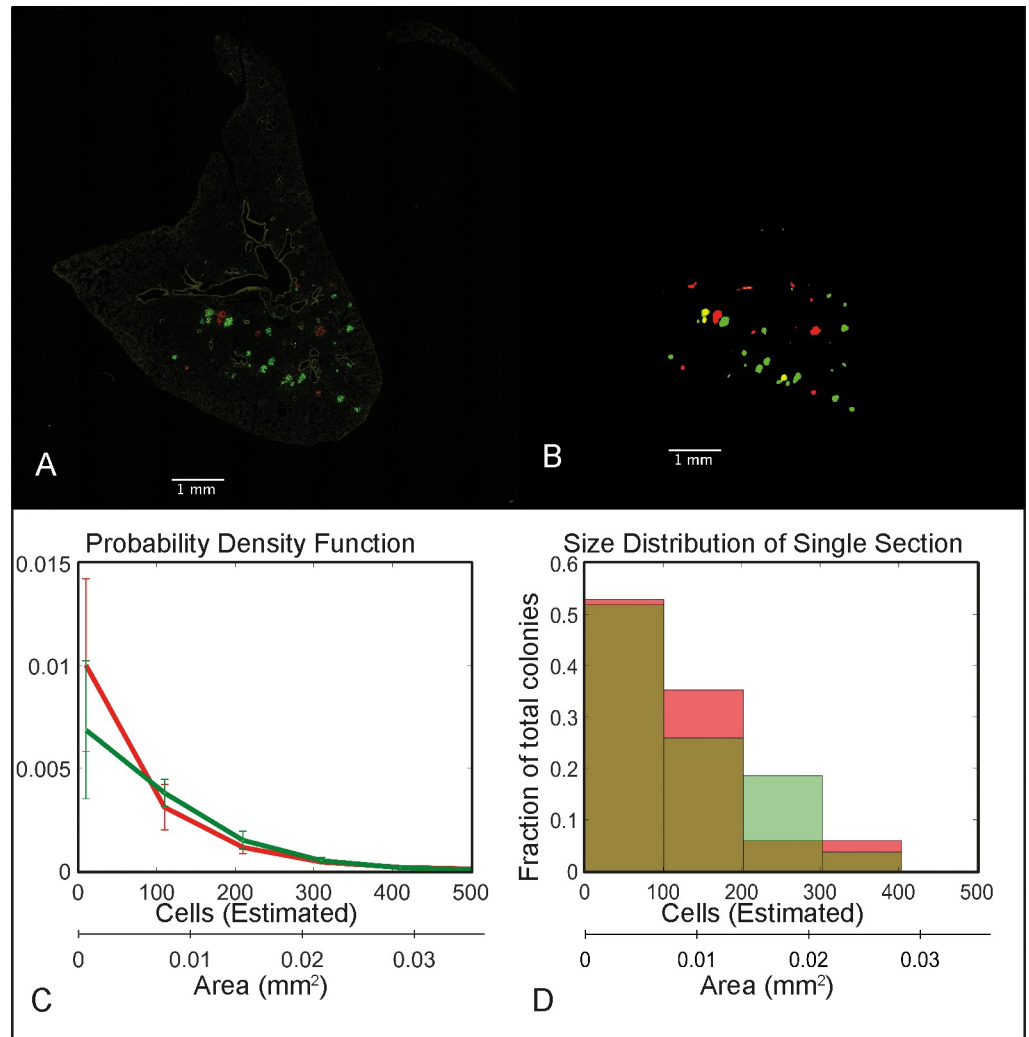 A
1 mm
B
1 mm
Probability Density Function
0.015
0.01
0.005
0
0 100 200 300 400 500
Cells (Estimated)
0 0.01 0.02 0.03
Area (mm²)
C
Size Distribution of Single Section
Fraction of total colonies
0.6
0.5
0.4
0.3
0.2
0.1
0
0 100 200 300 400 500
Cells (Estimated)
0 0.01 0.02 0.03
Area (mm²)
D